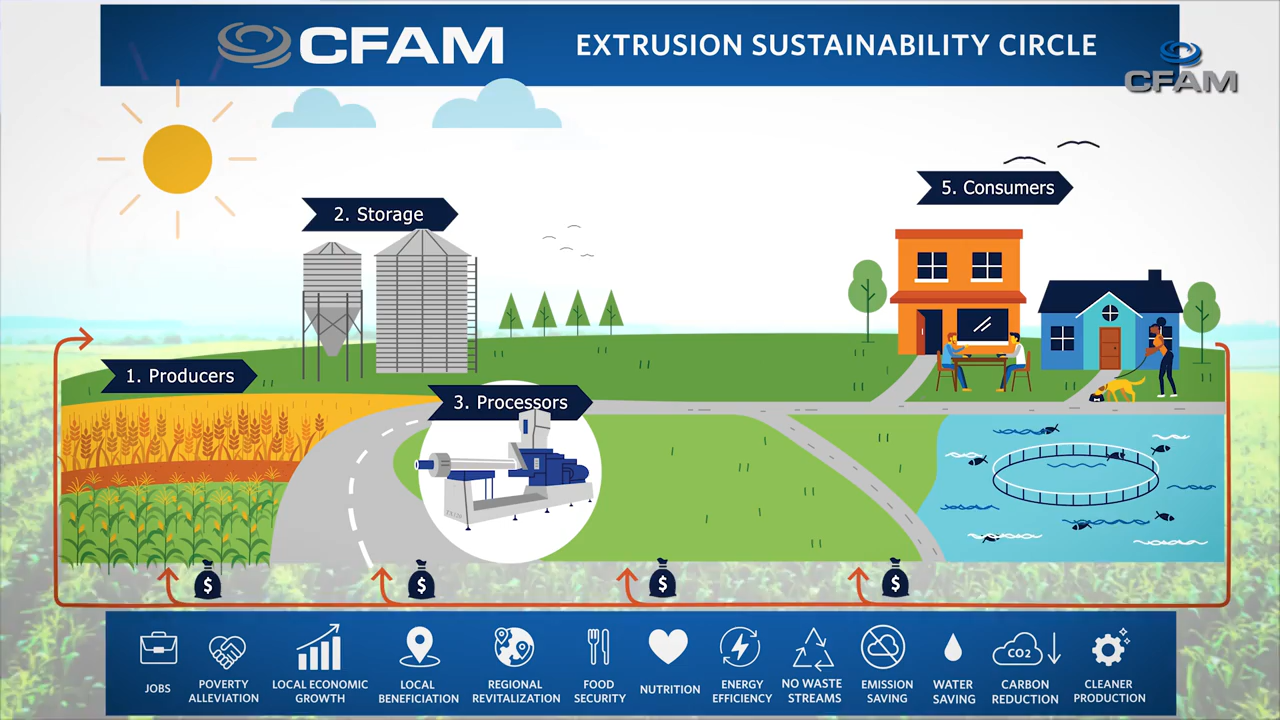 CFAM
EXTRUSION SUSTAINABILITY CIRCLE
CFAM
5. Consumers
2. Storage
1. Producers
3. Processors
$
$
$
$
JOBS
POVERTY
ALLEVIATION
LOCAL ECONOMIC
GROWTH
LOCAL
BENEFICIATION
REGIONAL
REVITALIZATION
FOOD
SECURITY
NUTRITION
ENERGY
EFFICIENCY
NO WASTE
STREAMS
EMISSION
SAVING
WATER
SAVING
CO2
CARBON
REDUCTION
CLEANER
PRODUCTION